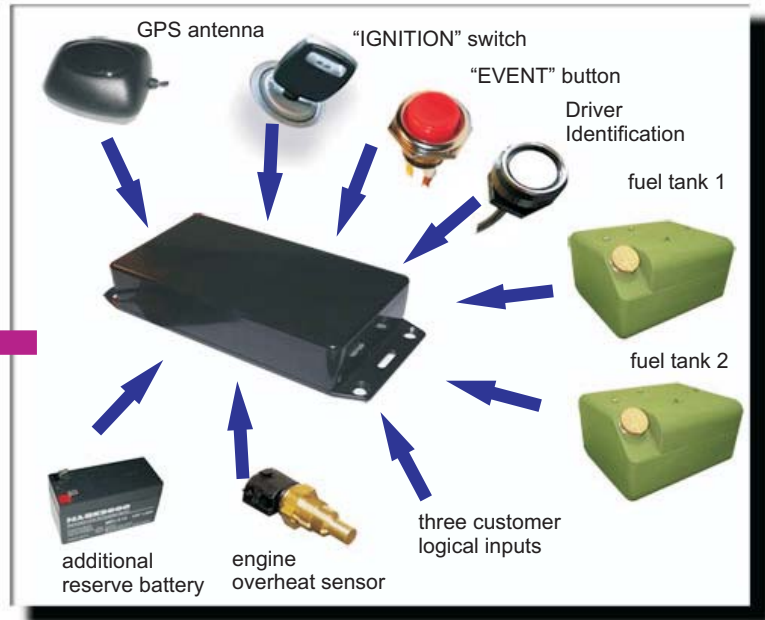 GPS antenna
“IGNITION” switch
“EVENT” button
Driver
Identification
fuel tank 1
fuel tank 2
three customer
logical inputs
engine
overheat sensor
additional
reserve battery